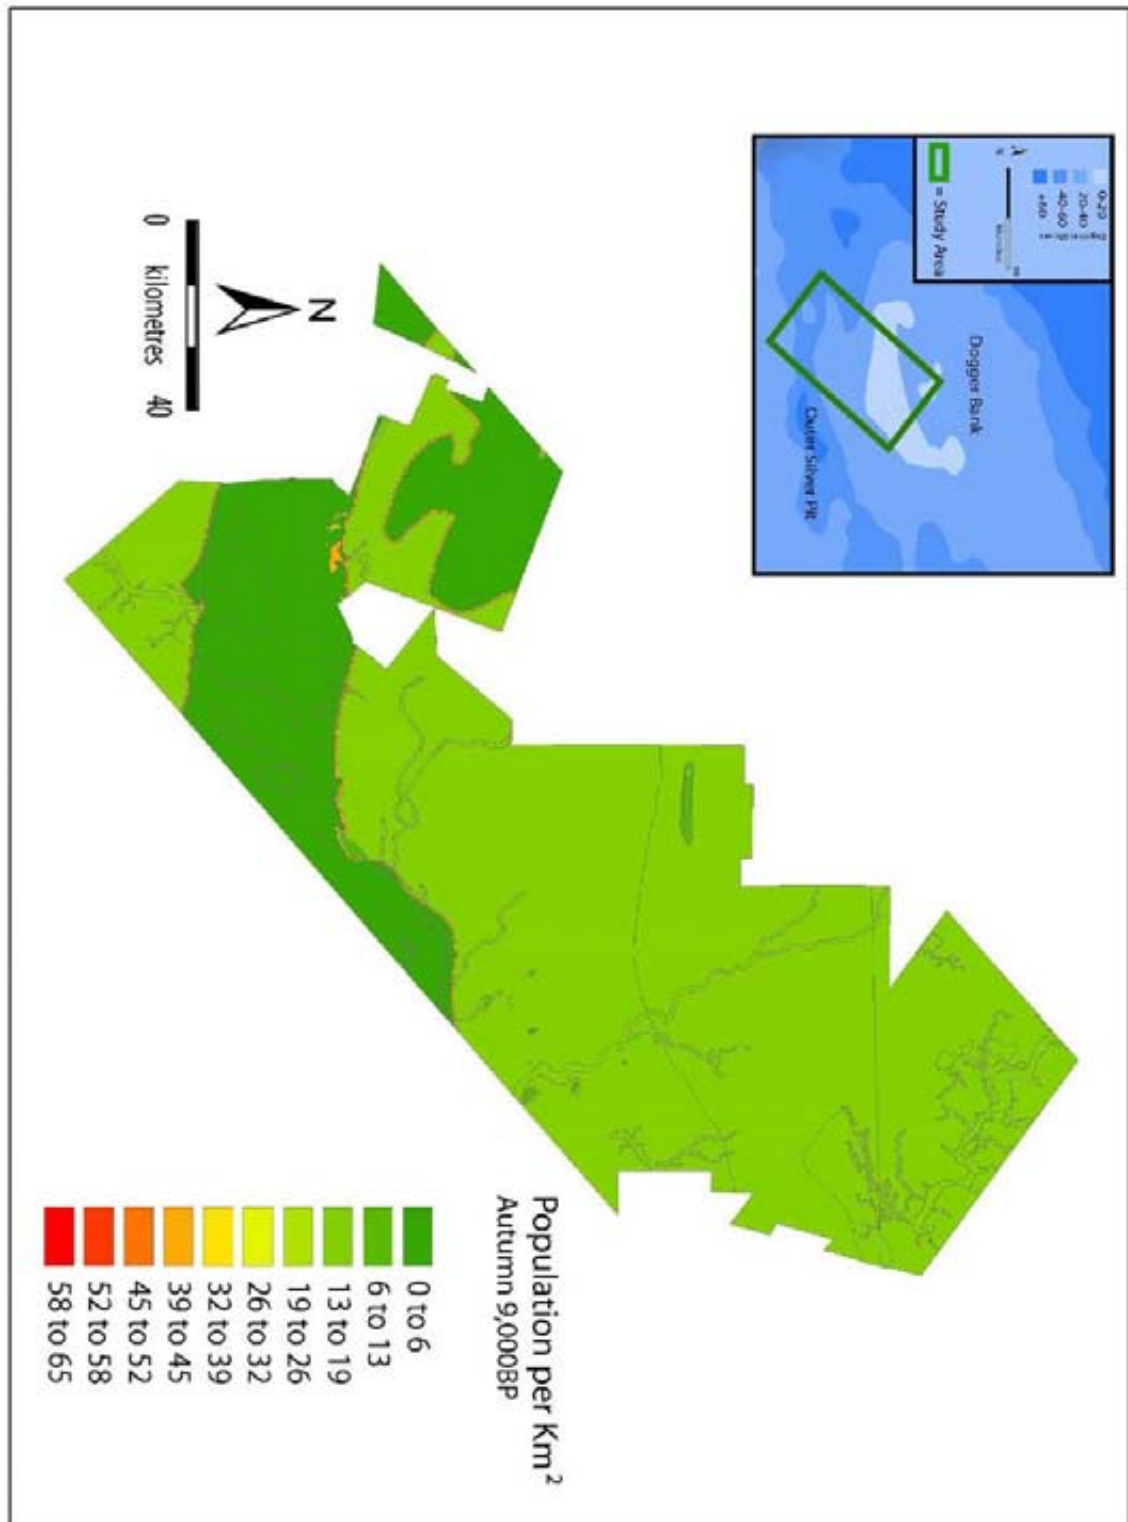 0-20
20-40
40-60
+60
N
= Study Area
Dogger Bank
Outer Silver Pit
N
0
40
kilometres
Population per Km²
Autumn 9,000BP
0 to 6
6 to 13
13 to 19
19 to 26
26 to 32
32 to 39
39 to 45
45 to 52
52 to 58
58 to 65